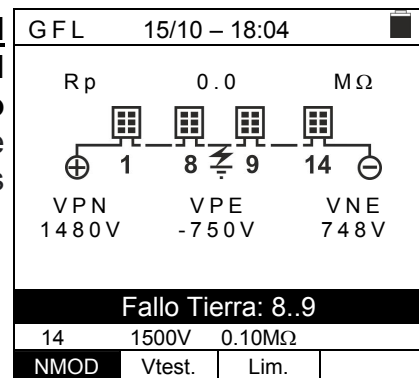 GFL 15/10 – 18:04
Rp 0.0 MΩ
1 8 9 14
VPN VPE VNE
1480V -750V 748V
Fallo Tierra: 8..9
14 1500V 0.10MΩ
NMOD Vtest. Lim.